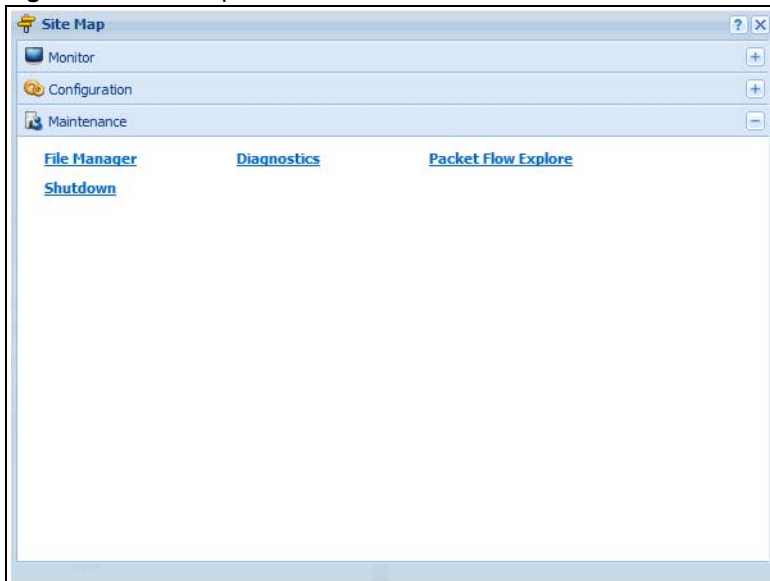 Site Map
Monitor
Configuration
Maintenance
File Manager Diagnostics Packet Flow Explore
Shutdown